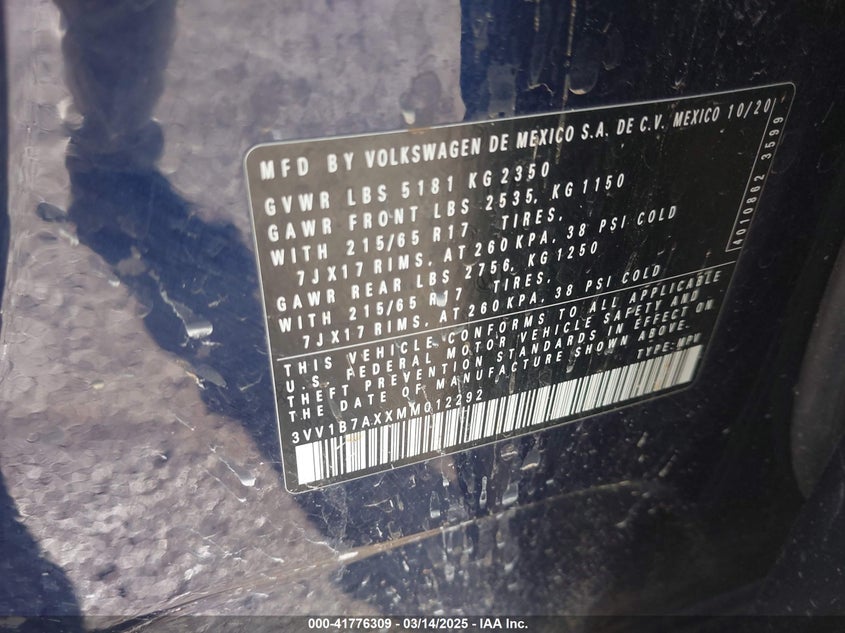 MFD BY VOLKSWAGEN DE MEXICO S.A. DE C.V. MEXICO 10/20
GVWR LBS 5181 KG 2350
GAWR FRONT LBS 2535, KG 1150
WITH 215/65 R17 TIRES,
7JX17 RIMS, AT 260 KPA, 38 PSI COLD
GAWR REAR LBS 2756, KG 1250
WITH 215/65 R17 TIRES,
7JX17 RIMS, AT 260 KPA, 38 PSI COLD
4010862 3599
THIS VEHICLE CONFORMS TO ALL APPLICABLE
U.S. FEDERAL MOTOR VEHICLE SAFETY AND
THEFT PREVENTION STANDARDS IN EFFECT ON
THE DATE OF MANUFACTURE SHOWN ABOVE.
3VV1B7AXXMM012292 TYPE:MPV
000-41776309 - 03/14/2025 - IAA Inc.